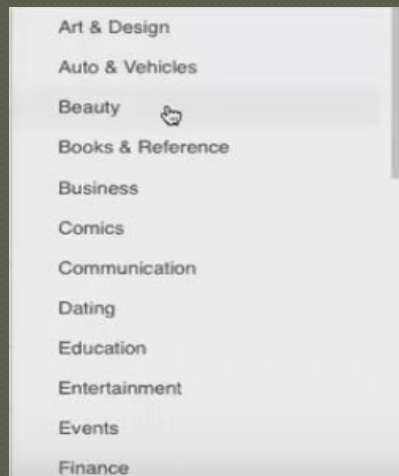 Art & Design
Auto & Vehicles
Beauty
Books & Reference
Business
Comics
Communication
Dating
Education
Entertainment
Events
Finance